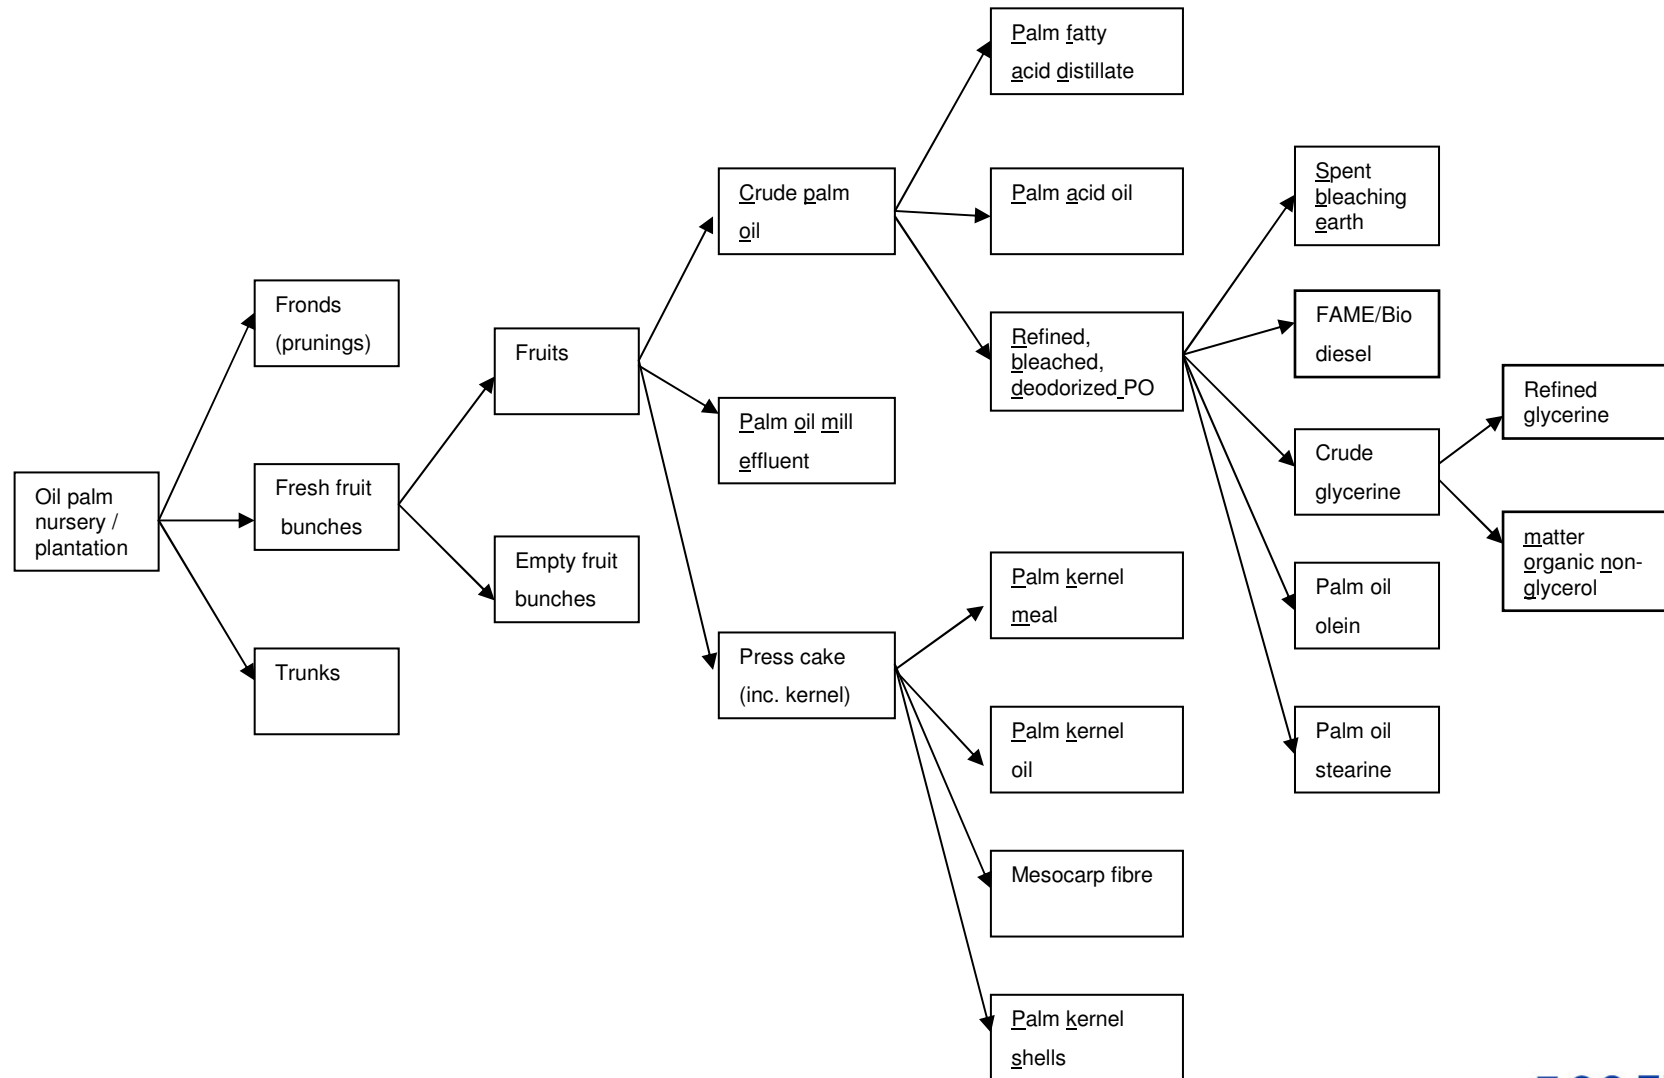 Palm fatty
acid distillate
Crude palm
oil
Palm acid oil
Spent
bleaching
earth
Fronds
(prunings)
Fruits
Refined,
bleached,
deodorized PO
FAME/Bio
diesel
Refined
glycerine
Palm oil mill
effluent
Crude
glycerine
Oil palm
nursery /
plantation
Fresh fruit
bunches
Empty fruit
bunches
Palm kernel
meal
Palm oil
olein
matter
organic non-
glycerol
Trunks
Press cake
(inc. kernel)
Palm kernel
oil
Palm oil
stearine
Mesocarp fibre
Palm kernel
shells